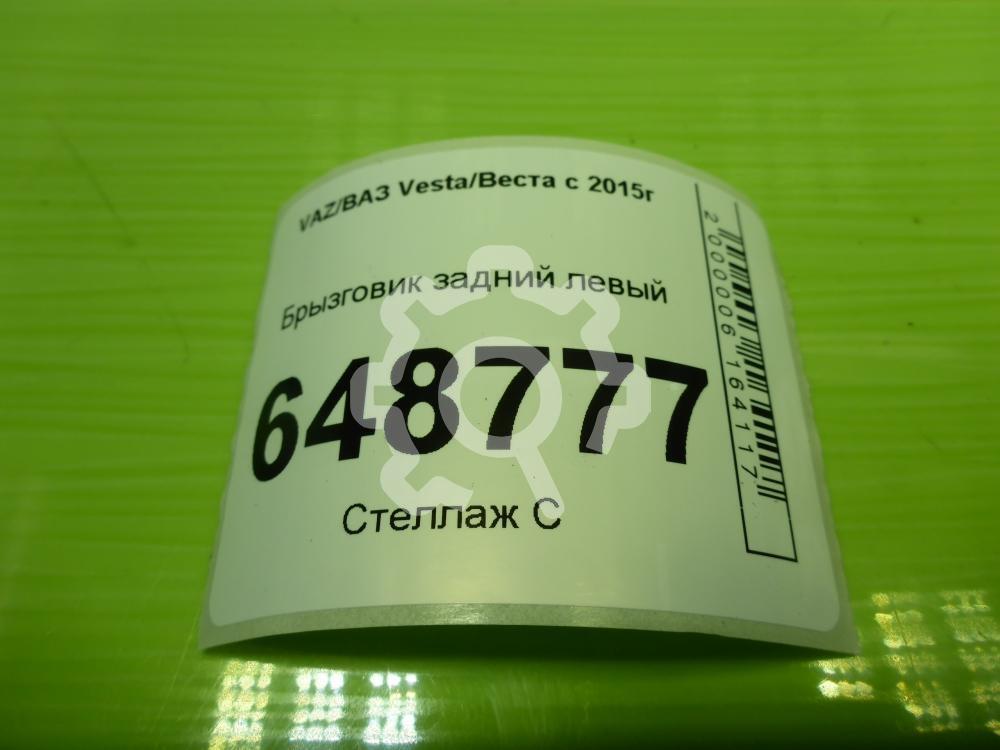 VAZ/ВАЗ Vesta/Веста с 2015г
Брызговик задний левый
648777
Стеллаж С
2000006164117